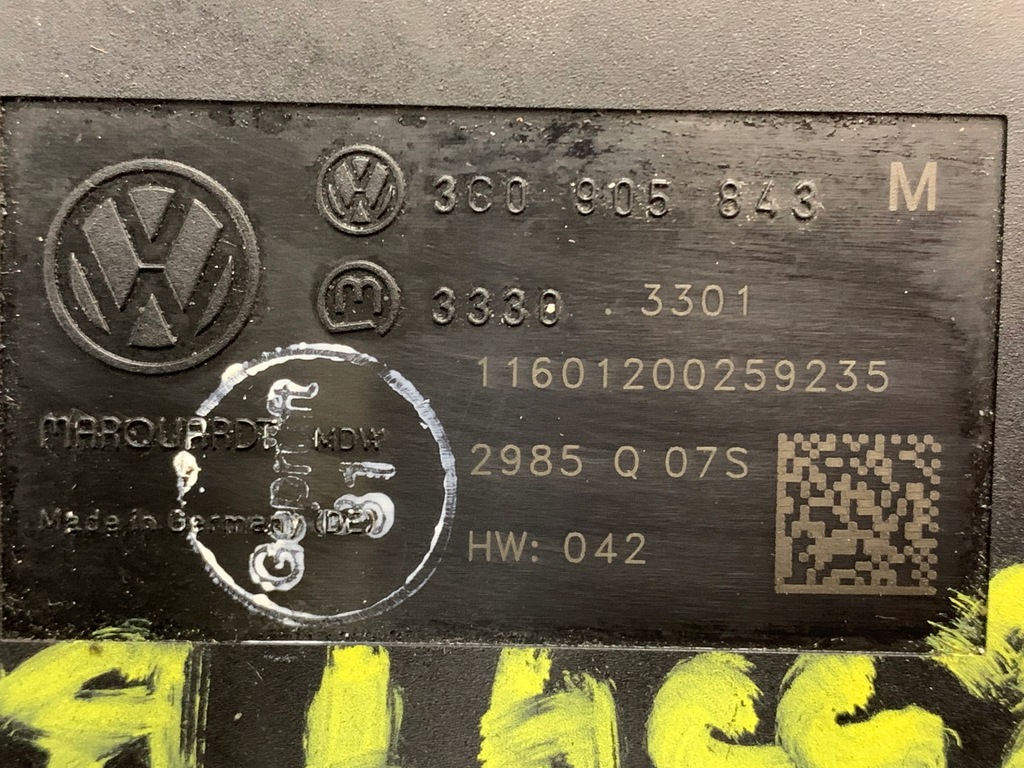 3C0 905 843 M
3330 . 3301
11601200259235
MARQUARDT MDW
2985 Q 07S
Made in Germany (DE)
HW: 042